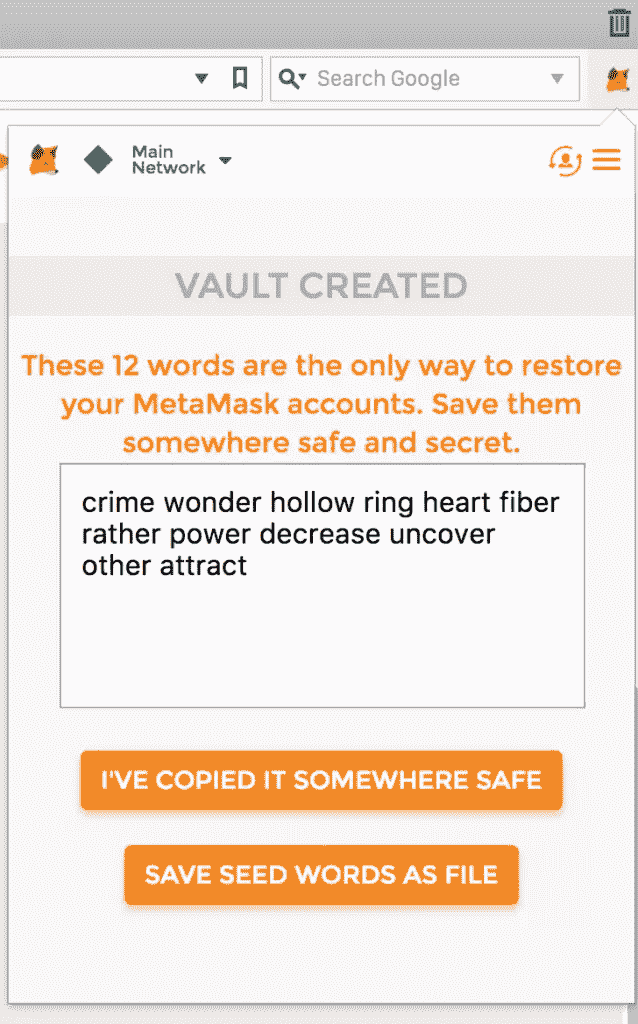 Search Google
Main
Network
VAULT CREATED
These 12 words are the only way to restore
your MetaMask accounts. Save them
somewhere safe and secret.
crime wonder hollow ring heart fiber
rather power decrease uncover
other attract
I'VE COPIED IT SOMEWHERE SAFE
SAVE SEED WORDS AS FILE